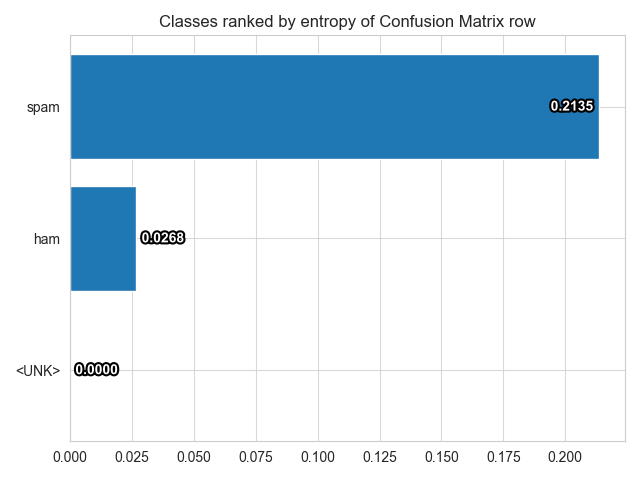 Classes ranked by entropy of Confusion Matrix row
spam
0.2135
ham
0.0268
<UNK>
0.0000
0.000 0.025 0.050 0.075 0.100 0.125 0.150 0.175 0.200